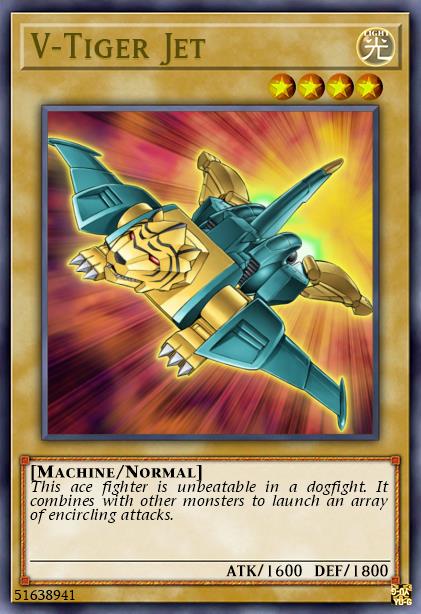 V-Tiger Jet
LIGHT
光
[Machine/Normal]
This ace fighter is unbeatable in a dogfight. It
combines with other monsters to launch an array
of encircling attacks.
ATK/1600 DEF/1800
51638941